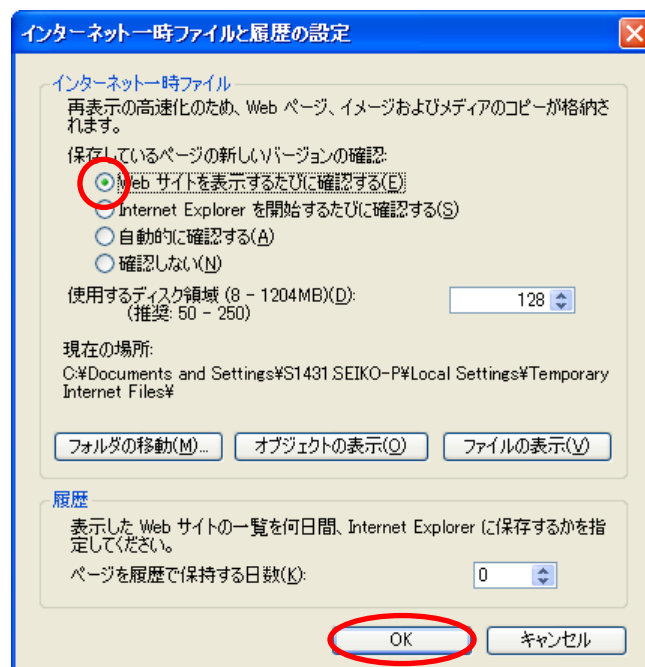 インターネット一時ファイルと履歴の設定
インターネット一時ファイル
再表示の高速化のため、Web ページ、イメージおよびメディアのコピーが格納さ
れます。
保存しているページの新しいバージョンの確認:
Web サイトを表示するたびに確認する(E)
Internet Explorer を開始するたびに確認する(S)
自動的に確認する(A)
確認しない(N)
使用するディスク領域 (8 - 1204MB)(D):
128
(推奨: 50 - 250)
現在の場所:
C:¥Documents and Settings¥S1431.SEIKO-P¥Local Settings¥Temporary
Internet Files¥
フォルダの移動(M)... オブジェクトの表示(O) ファイルの表示(V)
履歴
表示した Web サイトの一覧を何日間、Internet Explorer に保存するかを指
定してください。
ページを履歴で保持する日数(K): 0
OK キャンセル